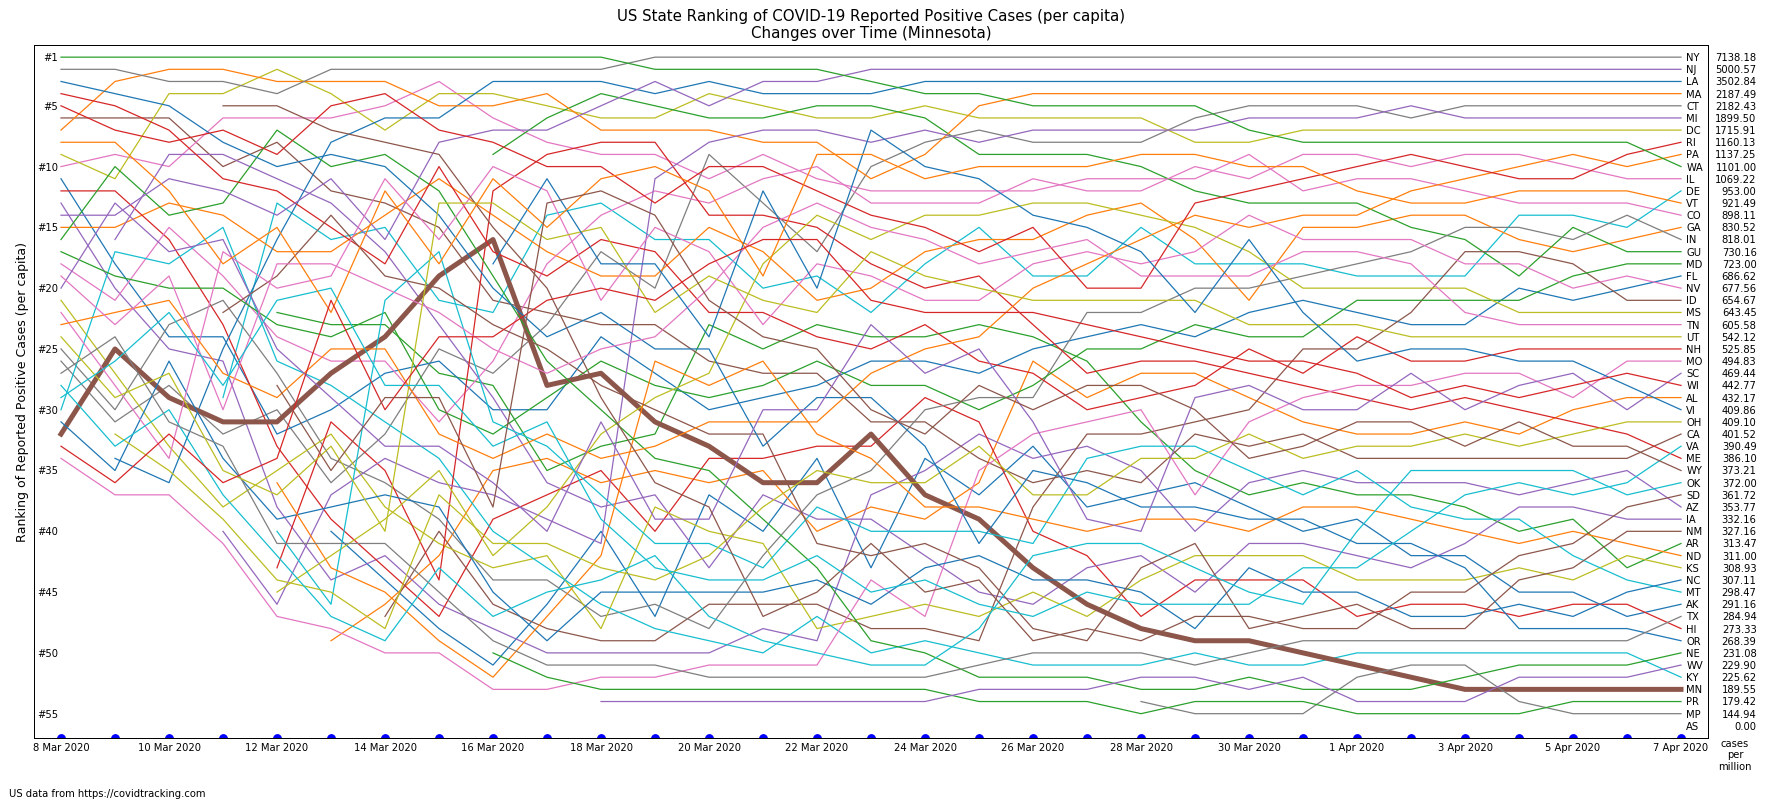 US State Ranking of COVID-19 Reported Positive Cases (per capita)
Changes over Time (Minnesota)
Ranking of Reported Positive Cases (per capita)
#1
#5
#10
#15
#20
#25
#30
#35
#40
#45
#50
#55
NY 7138.18
NJ 5000.57
LA 3502.84
MA 2187.49
CT 2182.43
MI 1899.50
DC 1715.91
RI 1160.13
PA 1137.25
WA 1101.00
IL 1069.22
DE 953.00
VT 921.49
CO 898.11
GA 830.52
IN 818.01
GU 730.16
MD 723.00
FL 686.62
NV 677.56
ID 654.67
MS 643.45
TN 605.58
UT 542.12
NH 525.85
MO 494.83
SC 469.44
WI 442.77
AL 432.17
VI 409.86
OH 409.10
CA 401.52
VA 390.49
ME 386.10
WY 373.21
OK 372.00
SD 361.72
AZ 353.77
IA 332.16
NM 327.16
AR 313.47
ND 311.00
KS 308.93
NC 307.11
MT 298.47
AK 291.16
TX 284.94
HI 273.33
OR 268.39
NE 231.08
WV 229.90
KY 225.62
MN 189.55
PR 179.42
MP 144.94
AS 0.00
8 Mar 2020 10 Mar 2020 12 Mar 2020 14 Mar 2020 16 Mar 2020 18 Mar 2020 20 Mar 2020 22 Mar 2020 24 Mar 2020 26 Mar 2020 28 Mar 2020 30 Mar 2020 1 Apr 2020 3 Apr 2020 5 Apr 2020 7 Apr 2020
cases
per
million
US data from https://covidtracking.com